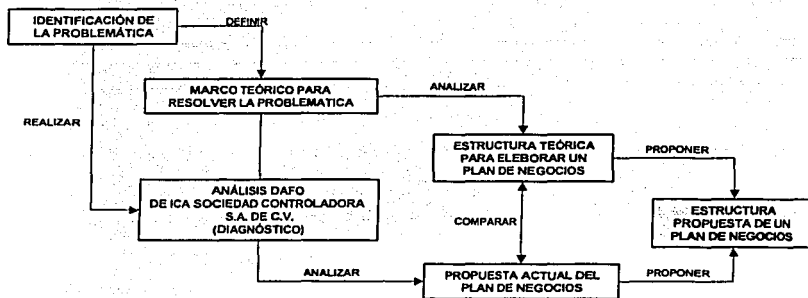 IDENTIFICACIÓN DE
LA PROBLEMÁTICA
DEFINIR
MARCO TEÓRICO PARA
RESOLVER LA PROBLEMATICA
ANALIZAR
REALIZAR
ESTRUCTURA TEÓRICA
PARA ELEBORAR UN
PLAN DE NEGOCIOS
PROPONER
ANÁLISIS DAFO
DE ICA SOCIEDAD CONTROLADORA
S.A. DE C.V.
(DIAGNÓSTICO)
COMPARAR
ESTRUCTURA
PROPUESTA DE UN
PLAN DE NEGOCIOS
ANALIZAR
PROPUESTA ACTUAL DEL
PLAN DE NEGOCIOS
PROPONER